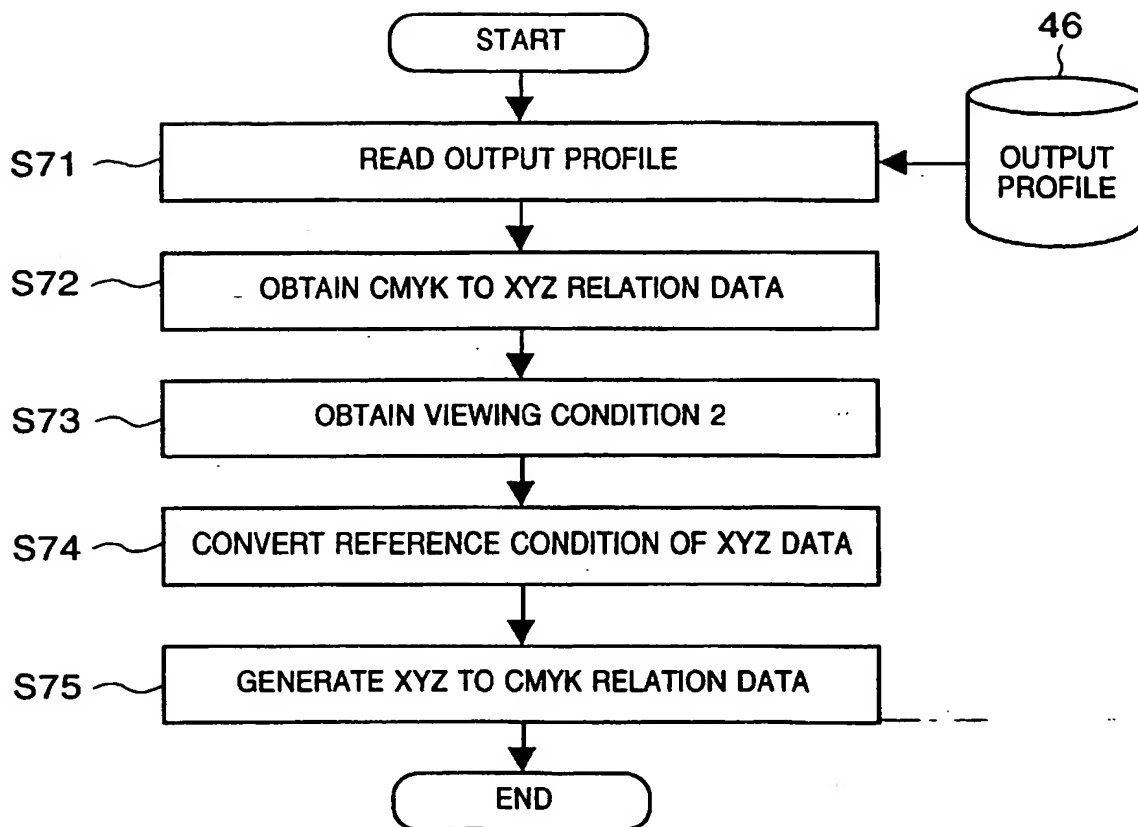 START
46
S71
READ OUTPUT PROFILE
OUTPUT
PROFILE
S72
OBTAIN CMYK TO XYZ RELATION DATA
S73
OBTAIN VIEWING CONDITION 2
S74
CONVERT REFERENCE CONDITION OF XYZ DATA
S75
GENERATE XYZ TO CMYK RELATION DATA
END